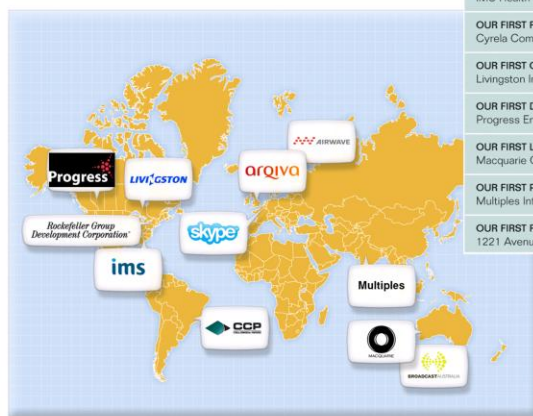 OUR FIRST
Cyrela Com
OUR FIRST
Livingston In
OUR FIRST
Progress En
OUR FIRST
Macquarie
OUR FIRST
Multiples Inf
OUR FIRST
1221 Avenu
AIRWAVE
arqiva
Progress
LIVINGSTON
Rockefeller Group
Development Corporation
skype
ims
Multiples
CCP
MACQUARIE
BROADCAST AUSTRALIA